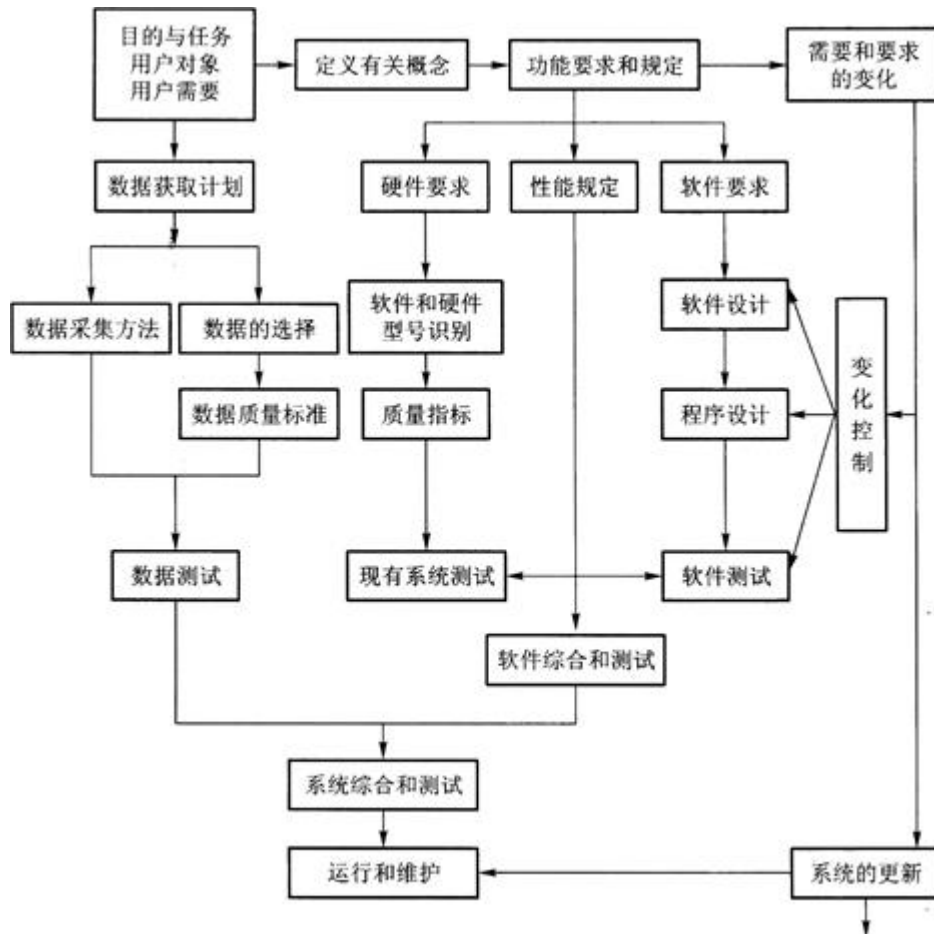 目的与任务
用户对象
用户需要
定义有关概念
功能要求和规定
需要和要求
的变化
数据获取计划
硬件要求
性能规定
软件要求
数据采集方法
数据的选择
软件和硬件
型号识别
软件设计
变化控制
数据质量标准
质量指标
程序设计
数据测试
现有系统测试
软件测试
软件综合和测试
系统综合和测试
运行和维护
系统的更新